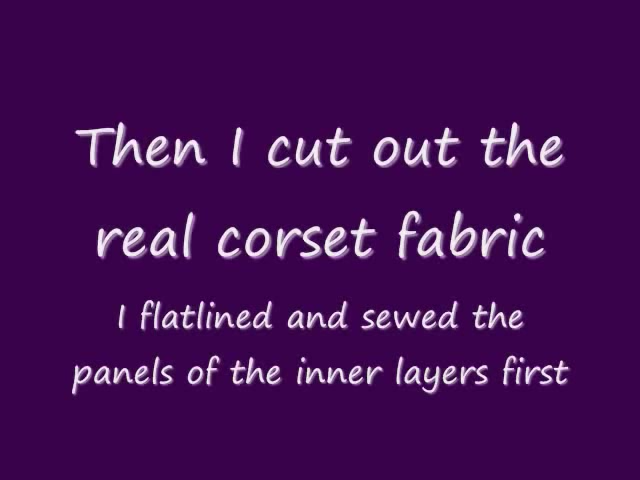 Then I cut out the
real corset fabric
I flatlined and sewed the
panels of the inner layers first